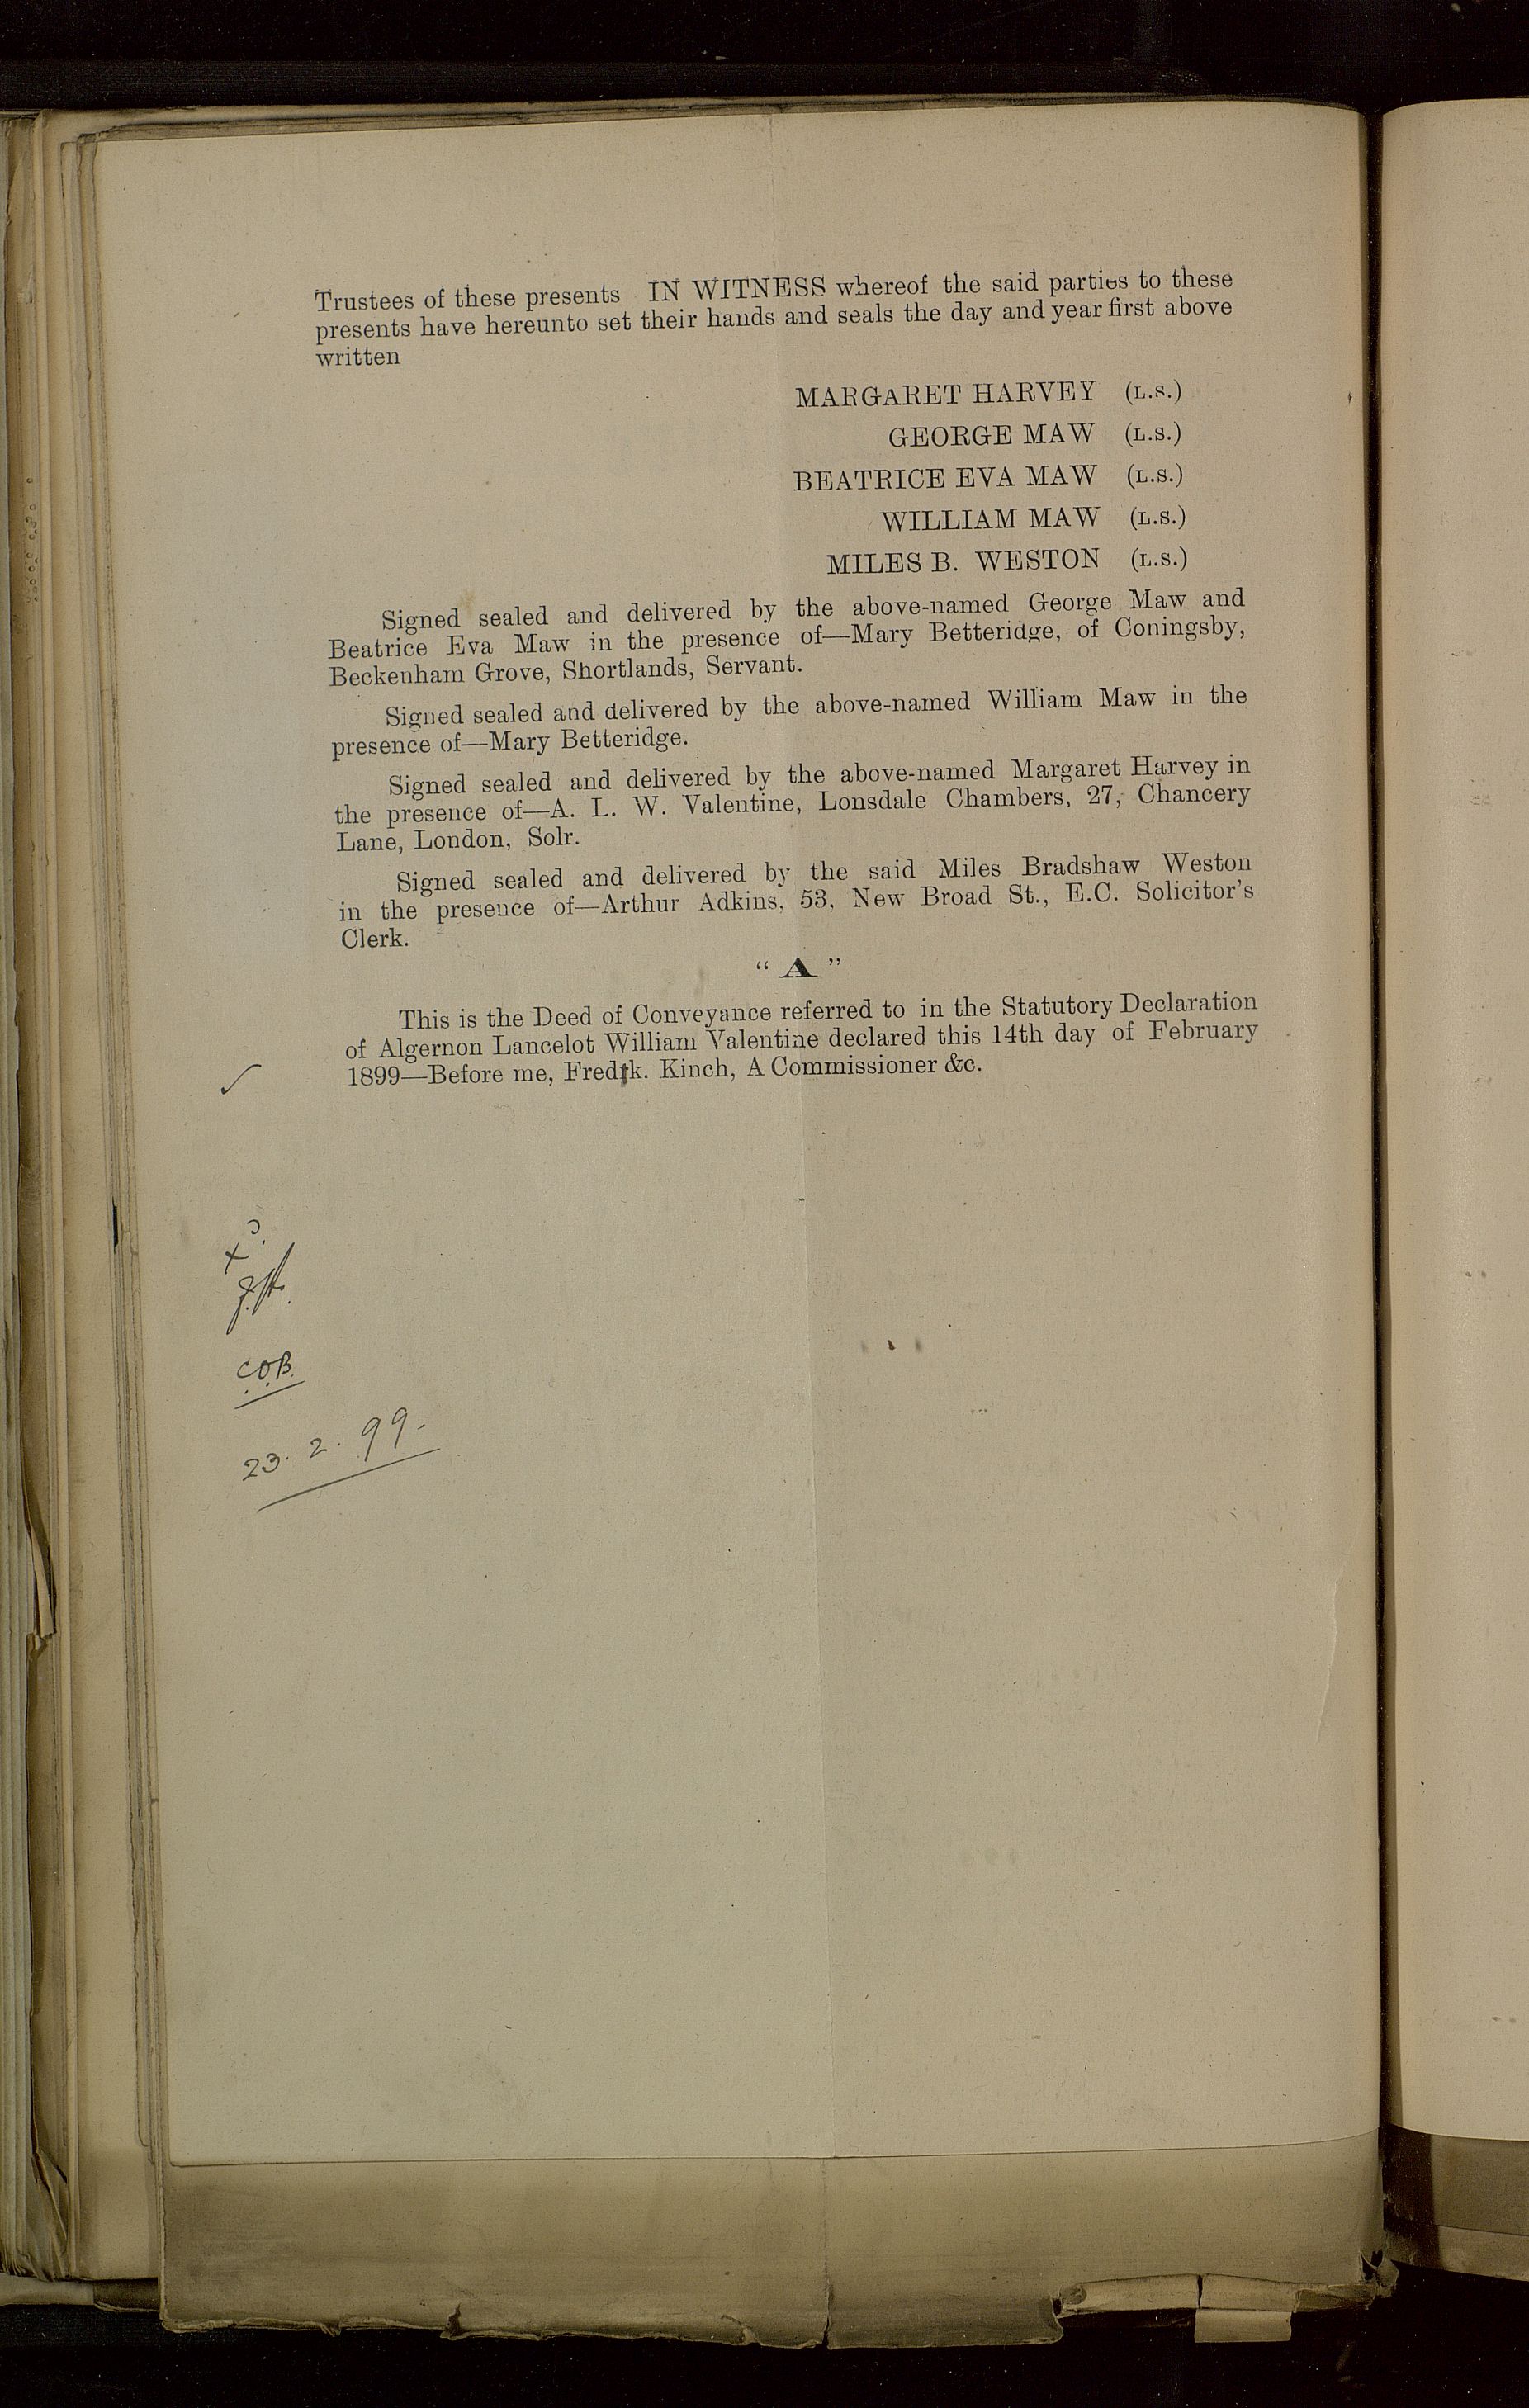 Trustees of these presents IN WITNESS whereof the said parties to these
presents have hereunto set their hands and seals the day and year first above
written
MARGARET HARVEY (L.S.)
GEORGE MAW (L.S.)
BEATRICE EVA MAW (L.S.)
WILLIAM MAW (L.S.)
MILES B. WESTON (L.S.)
Signed sealed and delivered by the above-named George Maw and
Beatrice Eva Maw in the presence of—Mary Betteridge, of Coningsby,
Beckenham Grove, Shortlands, Servant.
Signed sealed and delivered by the above-named William Maw in the
presence of—Mary Betteridge.
Signed sealed and delivered by the above-named Margaret Harvey in
the presence of—A. L. W. Valentine, Lonsdale Chambers, 27, Chancery
Lane, London, Solr.
Signed sealed and delivered by the said Miles Bradshaw Weston
in the presence of—Arthur Adkins, 53, New Broad St., E.C. Solicitor's
Clerk.
“ A ”
This is the Deed of Conveyance referred to in the Statutory Declaration
of Algernon Lancelot William Valentine declared this 14th day of February
1899—Before me, Fredk. Kinch, A Commissioner &c.
C.O.B.
23. 2. 99.